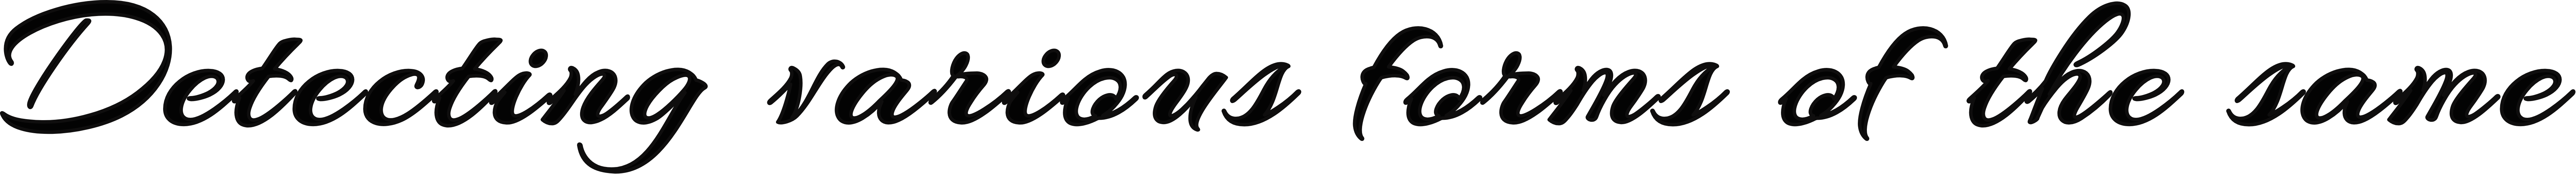 Detecting various forms of the same